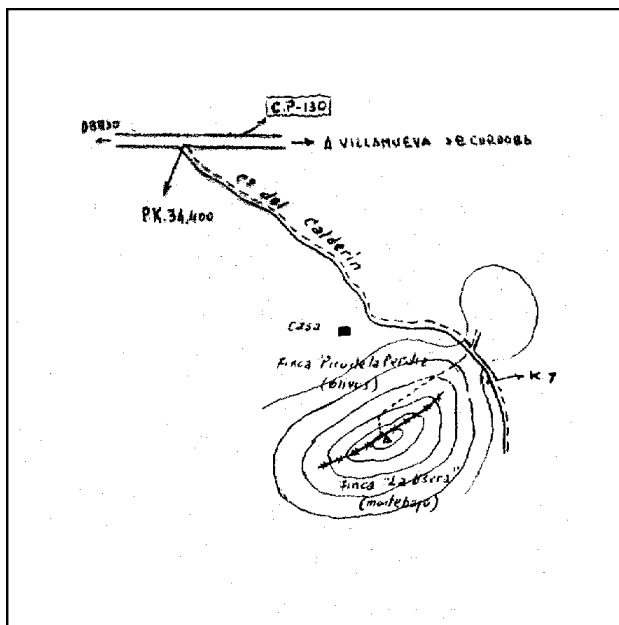 C.P-130
OBEJO
A VILLANUEVA DE CORDOBA
P.K. 34,400
Cº del Calderin
Casa
Finca "Pico de la Perdiz"
(olivos)
K.7
Finca "La Osera"
(monte bajo)